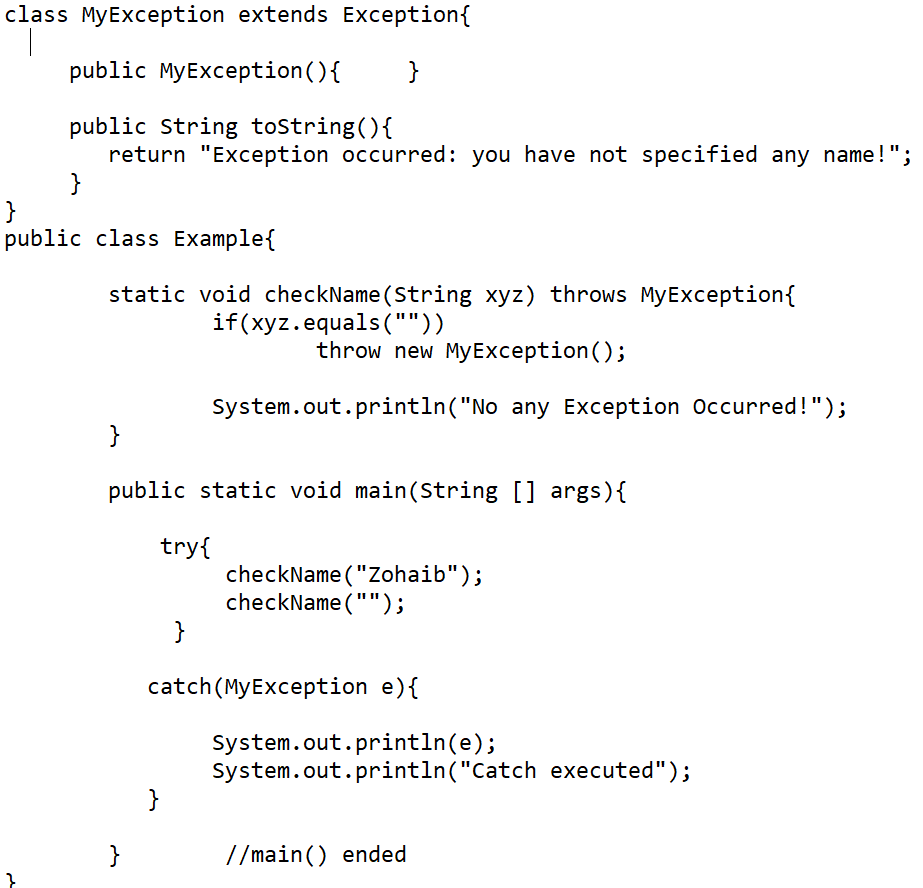 class MyException extends Exception{
public MyException(){ }
public String toString(){
return "Exception occurred: you have not specified any name!";
}
}
public class Example{
static void checkName(String xyz) throws MyException{
if(xyz.equals(""))
throw new MyException();
System.out.println("No any Exception Occurred!");
}
public static void main(String [] args){
try{
checkName("Zohaib");
checkName("");
}
catch(MyException e){
System.out.println(e);
System.out.println("Catch executed");
}
} //main() ended
}